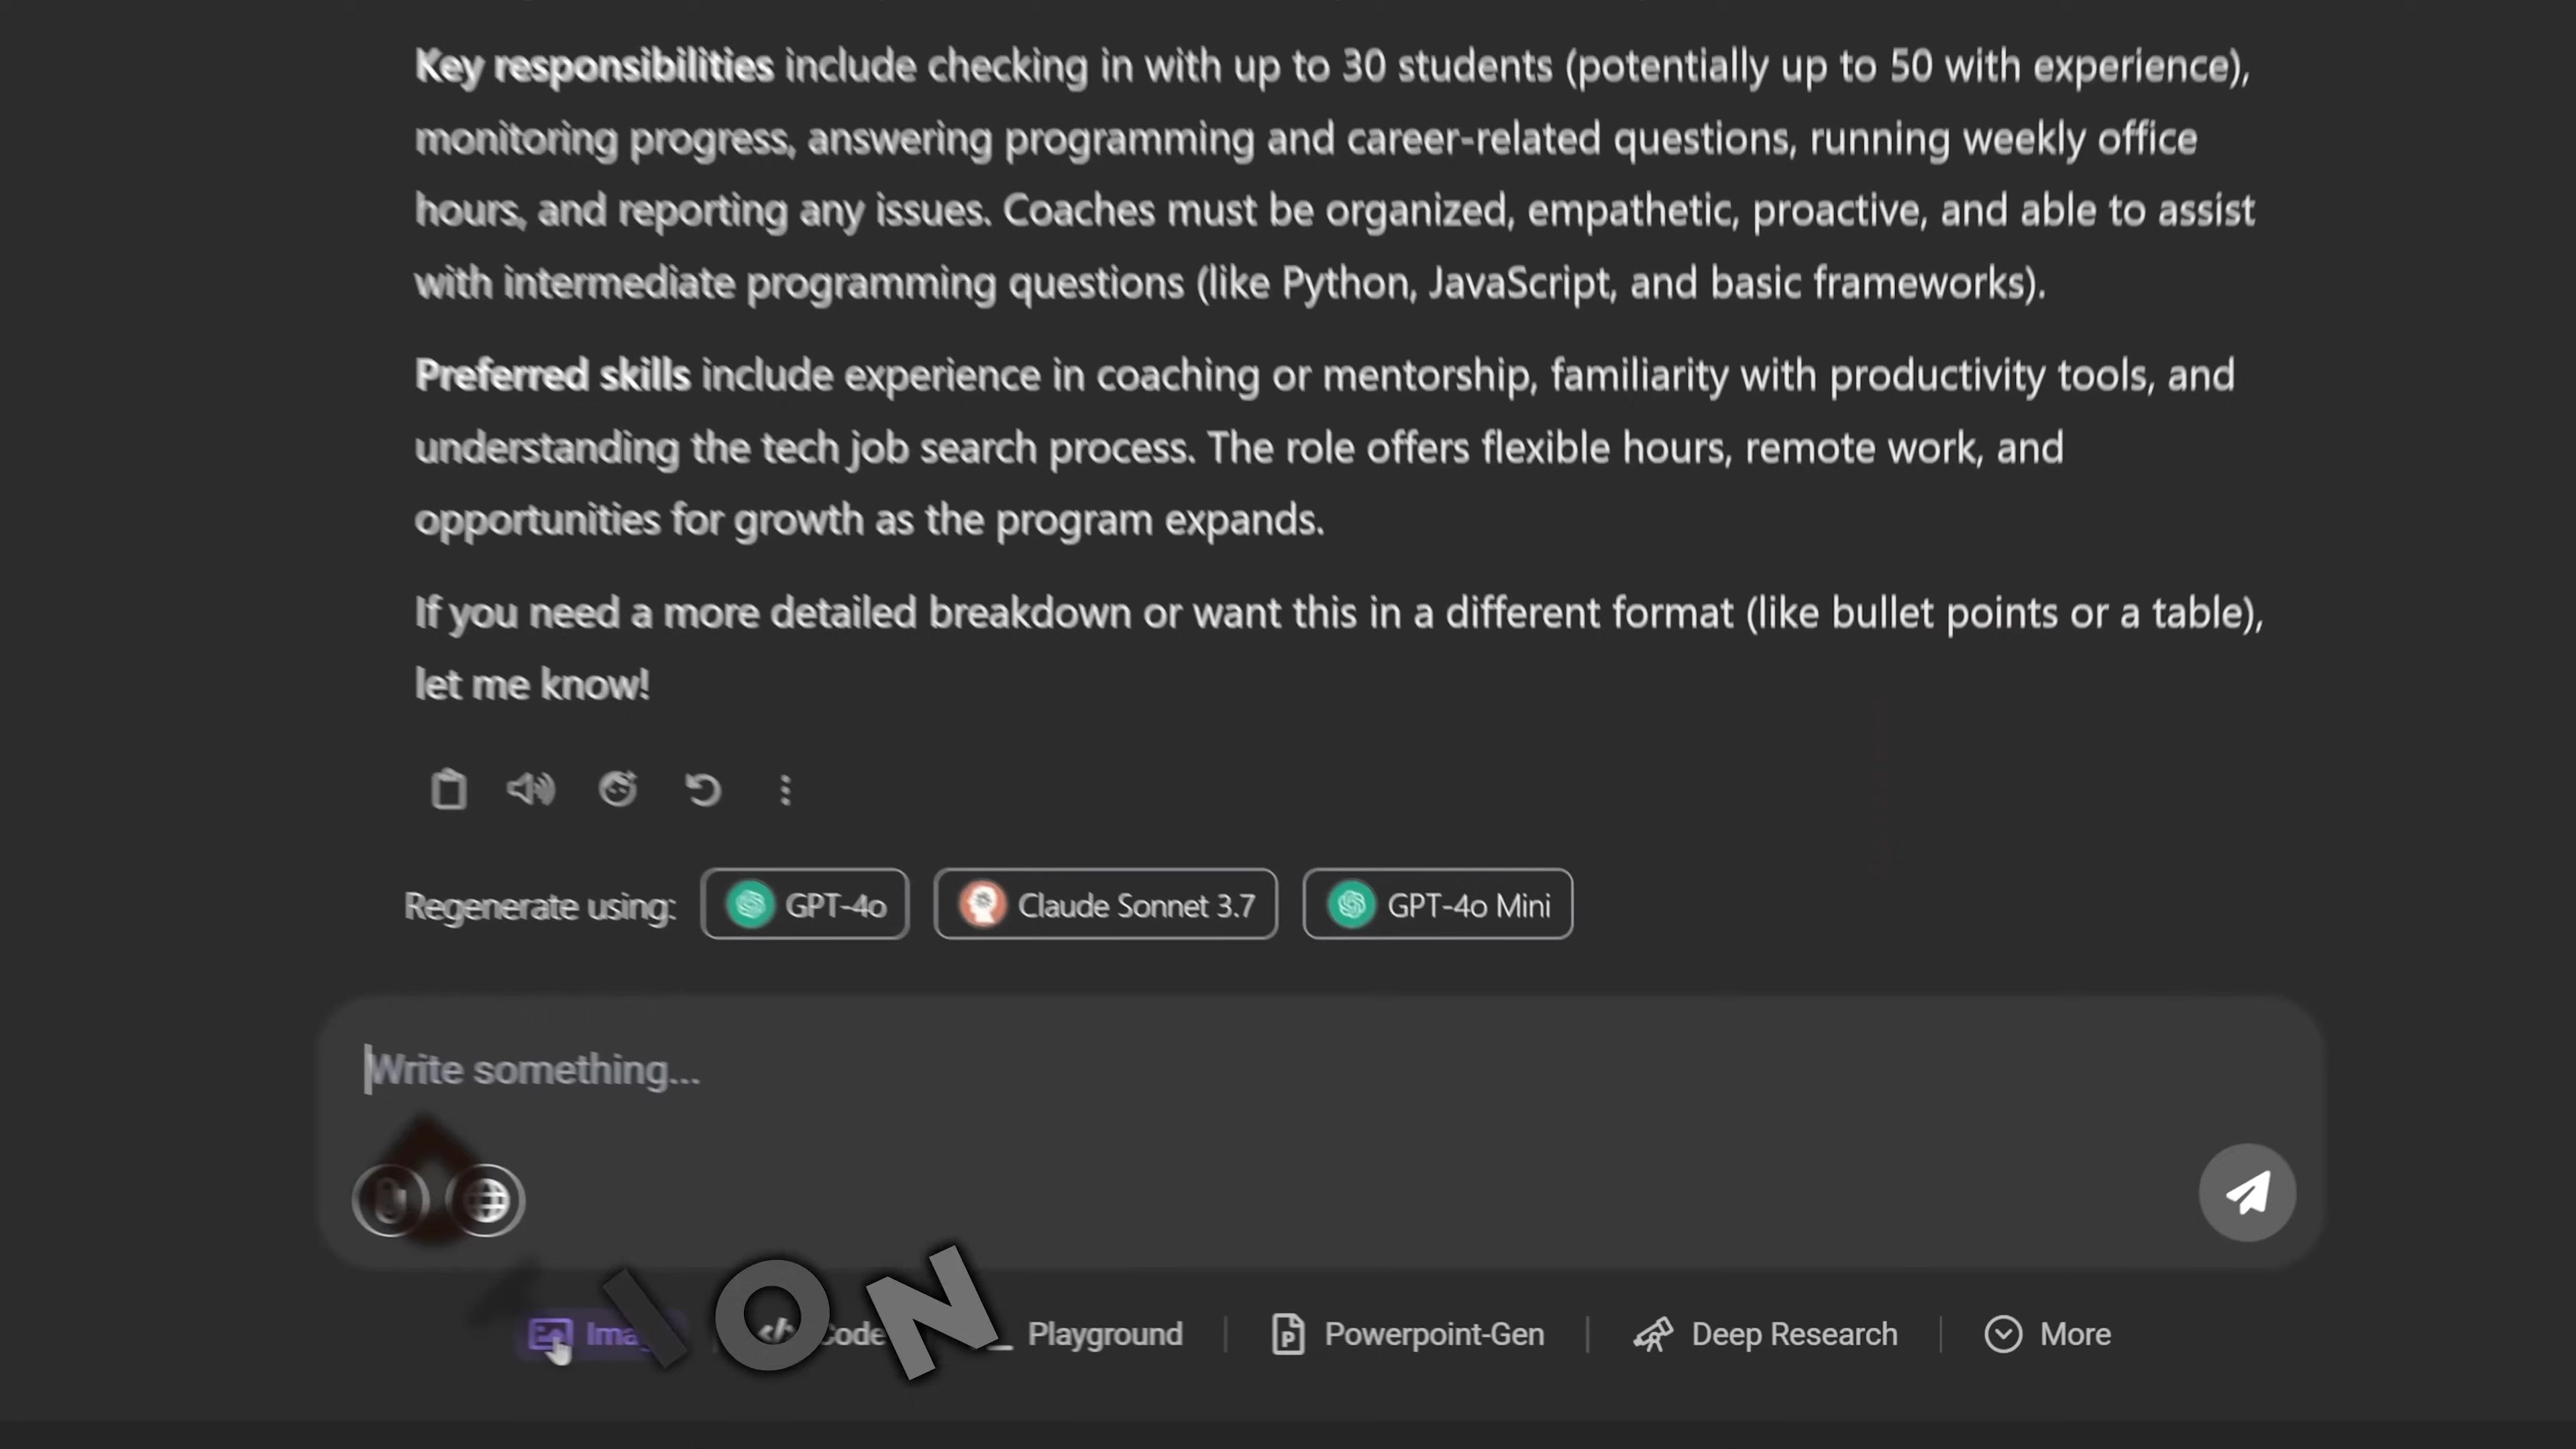 Key responsibilities include checking in with up to 30 students (potentially up to 50 with experience),
monitoring progress, answering programming and career-related questions, running weekly office
hours, and reporting any issues. Coaches must be organized, empathetic, proactive, and able to assist
with intermediate programming questions (like Python, JavaScript, and basic frameworks).
Preferred skills include experience in coaching or mentorship, familiarity with productivity tools, and
understanding the tech job search process. The role offers flexible hours, remote work, and
opportunities for growth as the program expands.
If you need a more detailed breakdown or want this in a different format (like bullet points or a table),
let me know!
Regenerate using: GPT-4o Claude Sonnet 3.7 GPT-4o Mini
Write something...
ION
Playground Powerpoint-Gen Deep Research More